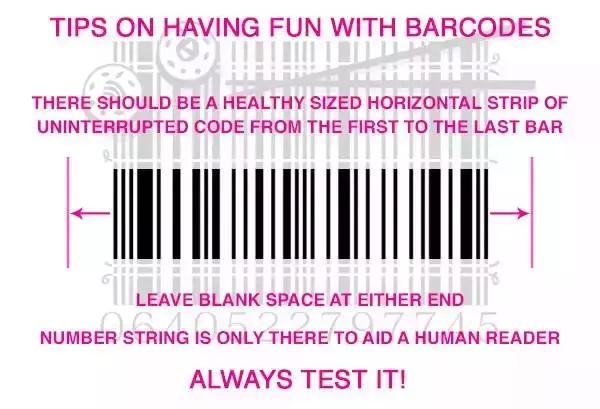 TIPS ON HAVING FUN WITH BARCODES
THERE SHOULD BE A HEALTHY SIZED HORIZONTAL STRIP OF
UNINTERRUPTED CODE FROM THE FIRST TO THE LAST BAR
LEAVE BLANK SPACE AT EITHER END
0640522797745
NUMBER STRING IS ONLY THERE TO AID A HUMAN READER
ALWAYS TEST IT!